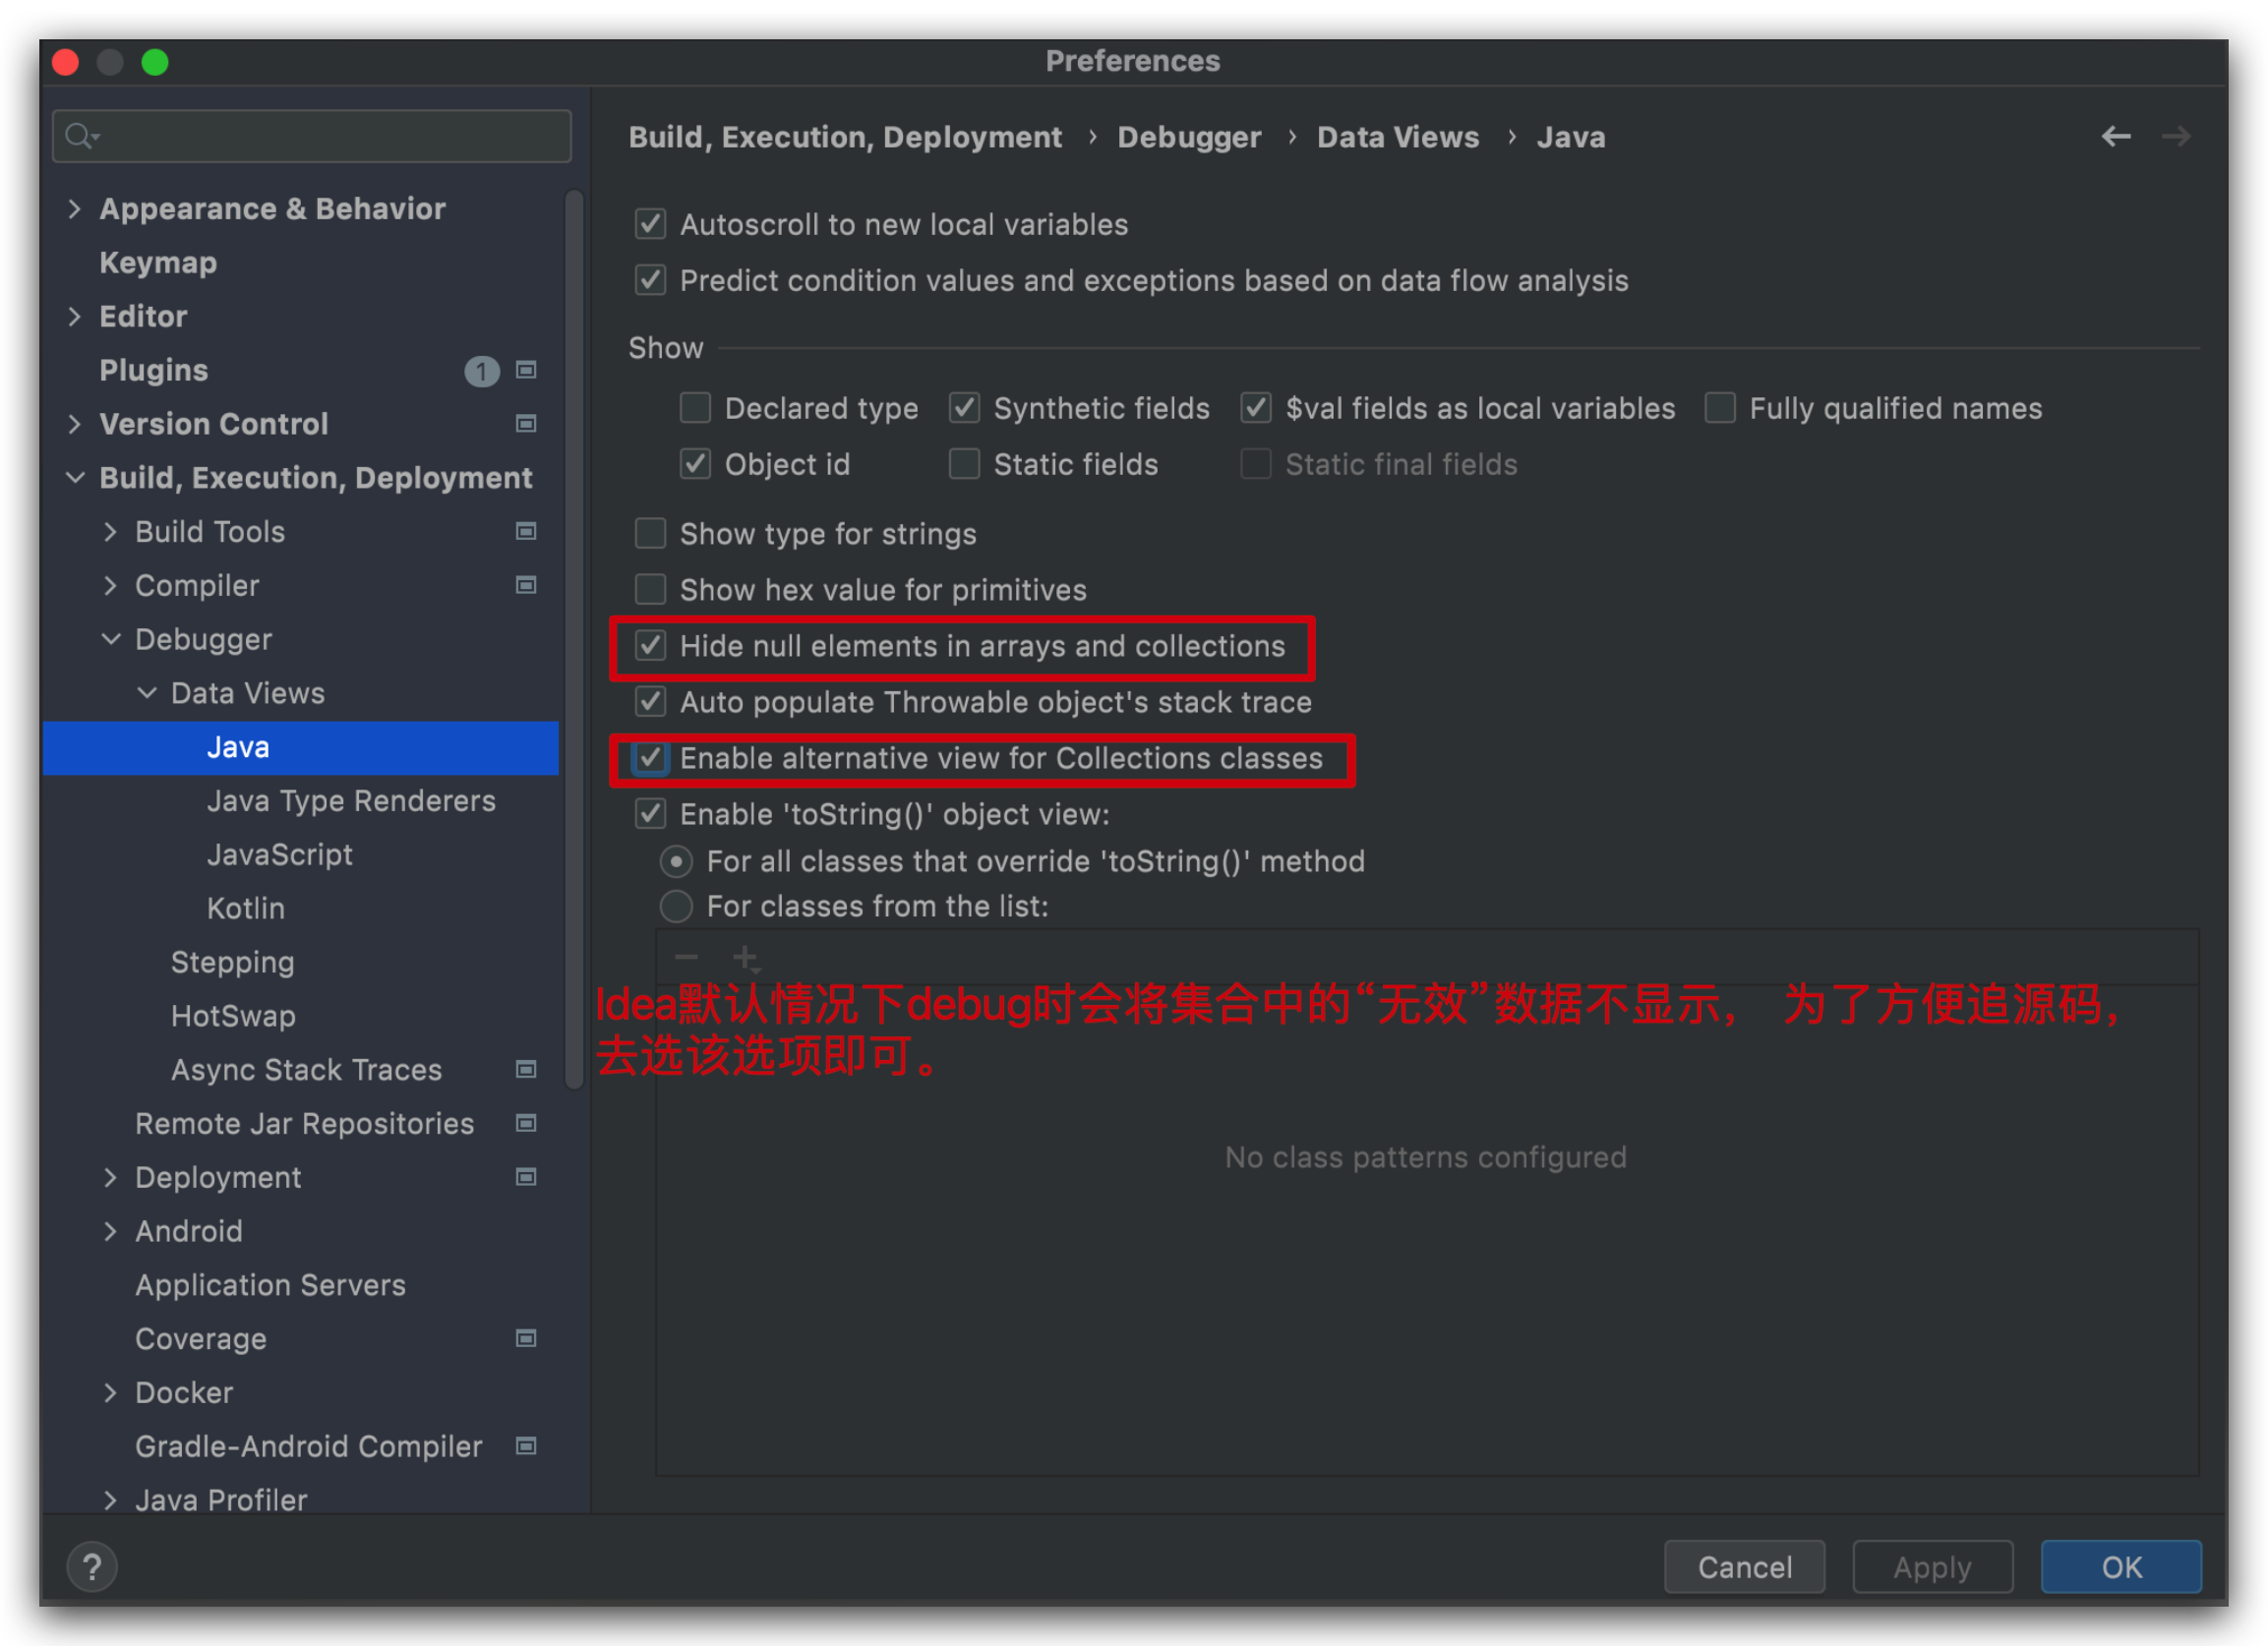 Preferences
Appearance & Behavior
Keymap
Editor
Plugins 1
Version Control
Build, Execution, Deployment
Build Tools
Compiler
Debugger
Data Views
Java
Java Type Renderers
JavaScript
Kotlin
Stepping
HotSwap
Async Stack Traces
Remote Jar Repositories
Deployment
Android
Application Servers
Coverage
Docker
Gradle-Android Compiler
Java Profiler
Build, Execution, Deployment › Debugger › Data Views › Java
Autoscroll to new local variables
Predict condition values and exceptions based on data flow analysis
Show
Declared type Synthetic fields $val fields as local variables Fully qualified names
Object id Static fields Static final fields
Show type for strings
Show hex value for primitives
Hide null elements in arrays and collections
Auto populate Throwable object's stack trace
Enable alternative view for Collections classes
Enable 'toString()' object view:
For all classes that override 'toString()' method
For classes from the list:
Idea默认情况下debug时会将集合中的“无效”数据不显示， 为了方便追源码，
去选该选项即可。
No class patterns configured
? Cancel Apply OK